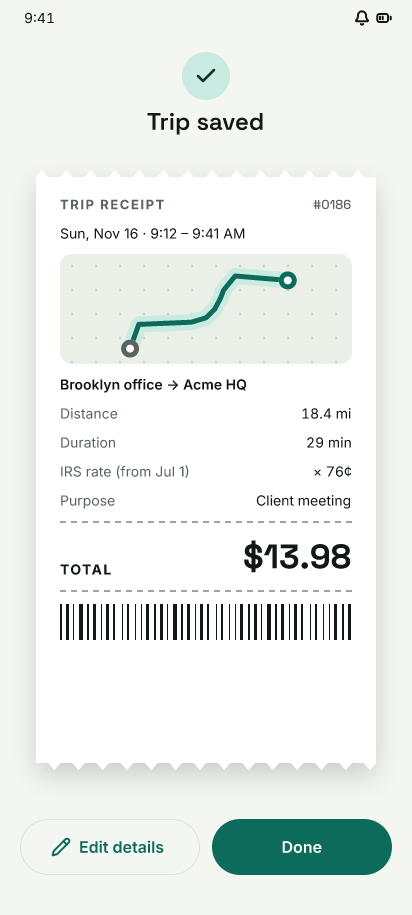 9:41
Trip saved
TRIP RECEIPT #0186
Sun, Nov 16 · 9:12 – 9:41 AM
Brooklyn office → Acme HQ
Distance 18.4 mi
Duration 29 min
IRS rate (from Jul 1) × 76¢
Purpose Client meeting
TOTAL $13.98
Edit details Done